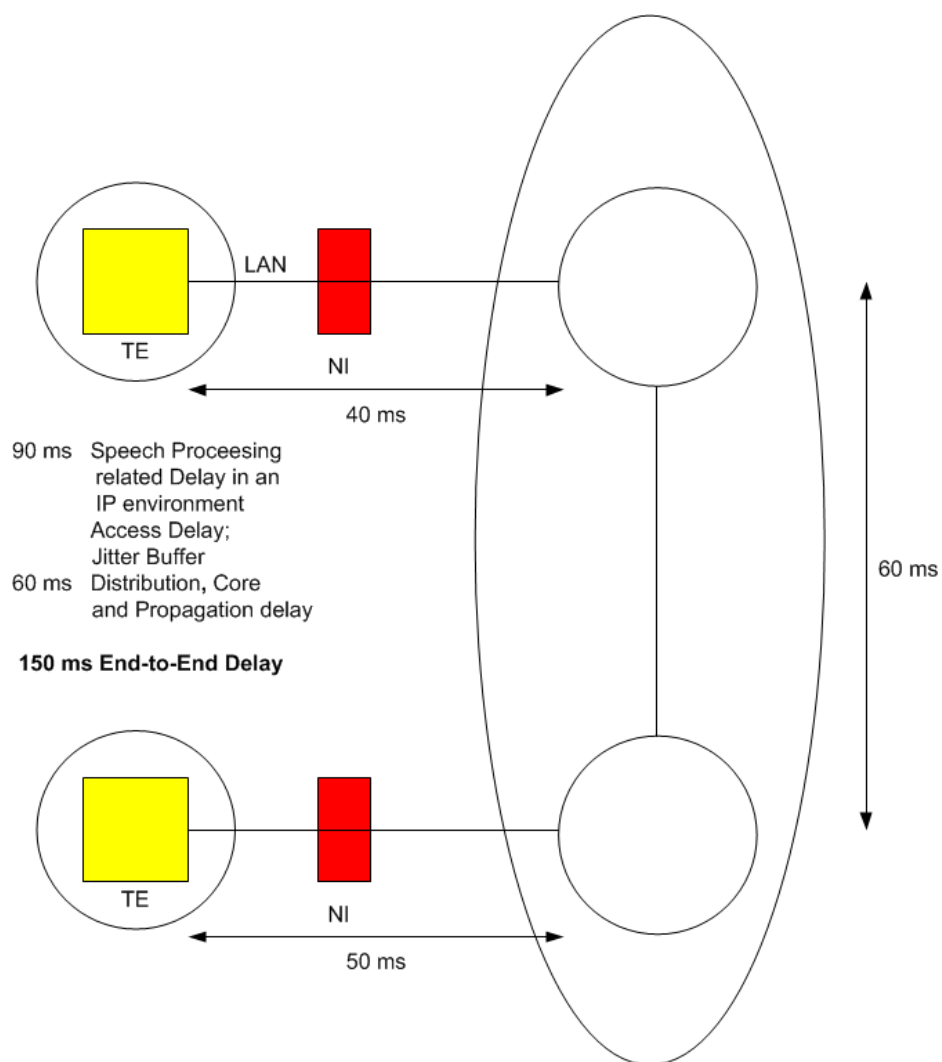 LAN
TE
NI
40 ms
90 ms Speech Proceesing
related Delay in an
IP environment
Access Delay;
Jitter Buffer
60 ms Distribution, Core
and Propagation delay
60 ms
150 ms End-to-End Delay
TE
NI
50 ms